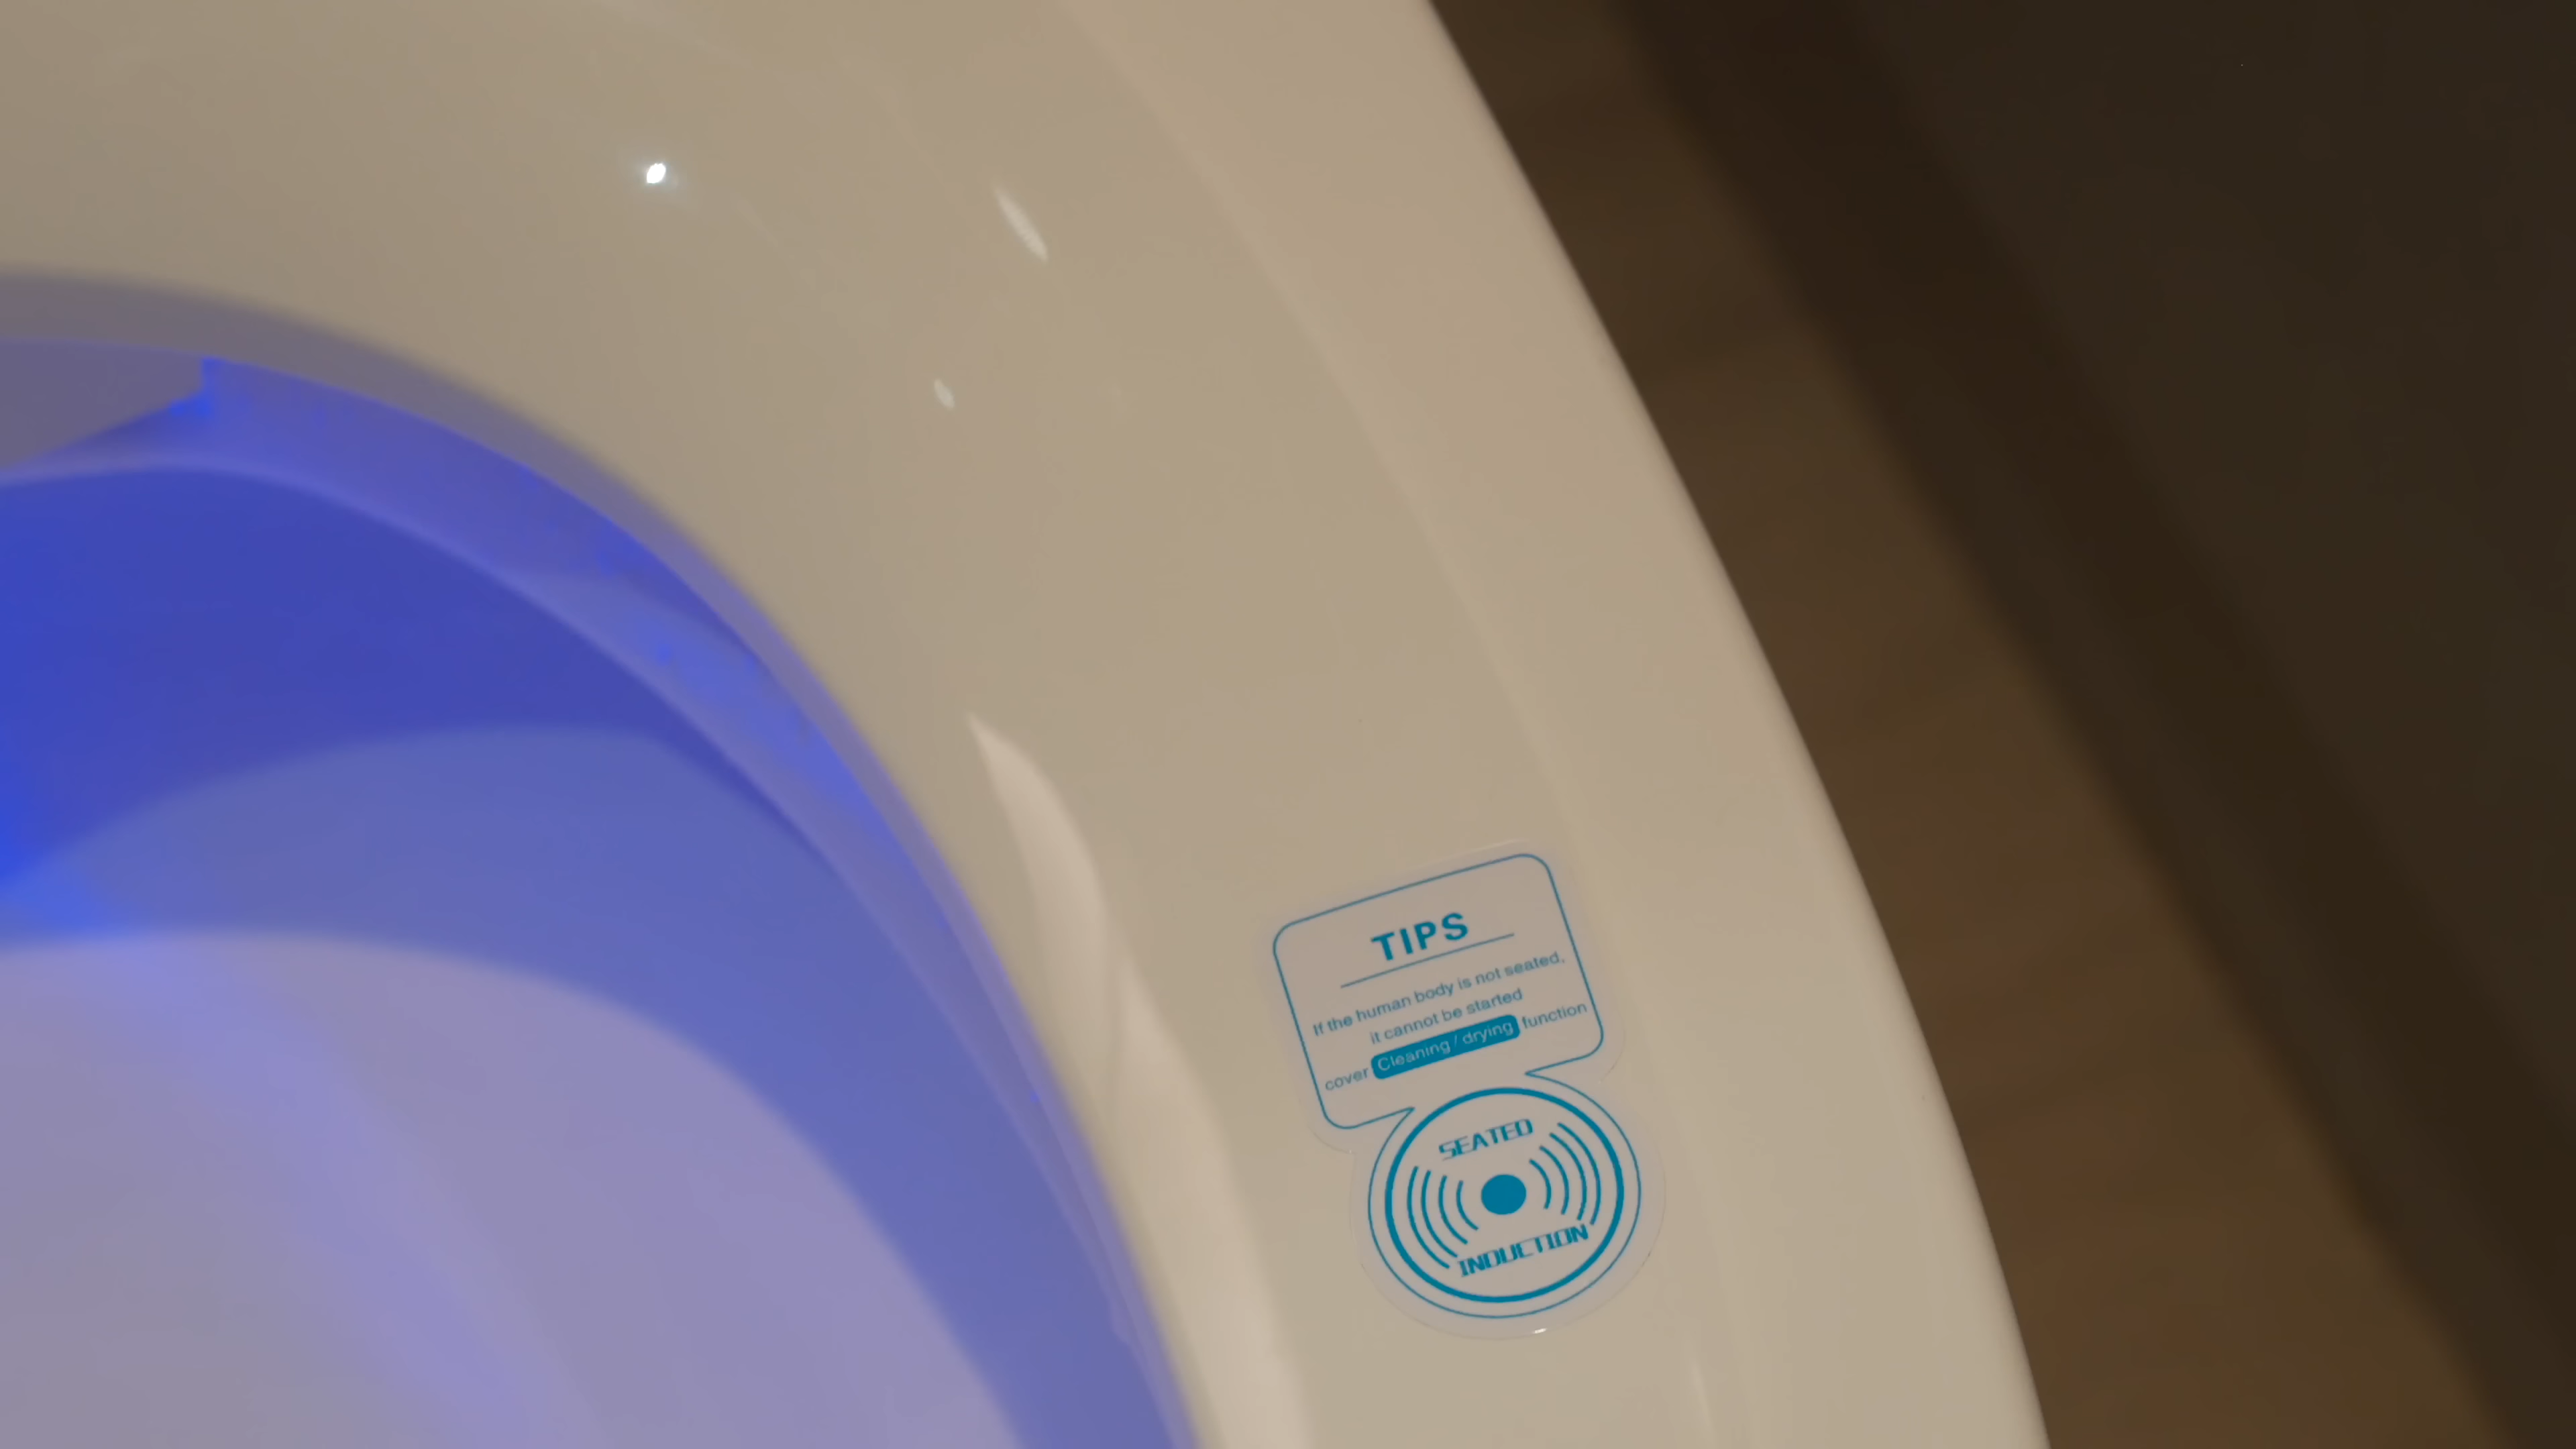 TIPS
If the human body is not seated,
it cannot be started
cover Cleaning / drying function
SEATED
INDUCTION